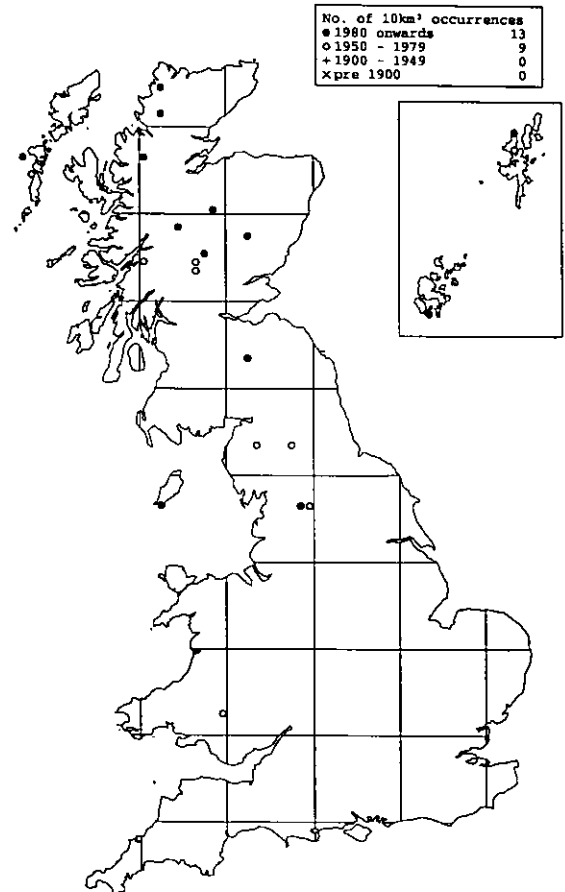 No. of 10km² occurrences
● 1980 onwards 13
○ 1950 - 1979 9
+ 1900 - 1949 0
× pre 1900 0